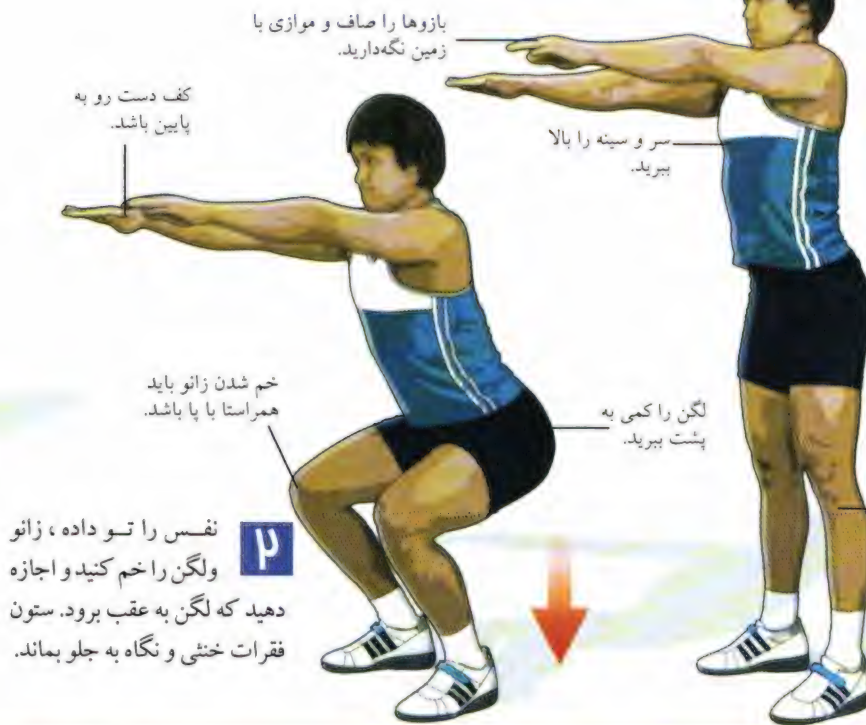 بازوها را صاف و موازی با
زمین نگه‌دارید.
کف دست رو به
پایین باشد.
سر و سینه را بالا
ببرید.
خم شدن زانو باید
همراستا با پا باشد.
لگن را کمی به
پشت ببرید.
۲
نفس را تو داده ، زانو
ولگن را خم کنید و اجازه
دهید که لگن به عقب برود. ستون
فقرات خنثی و نگاه به جلو بماند.